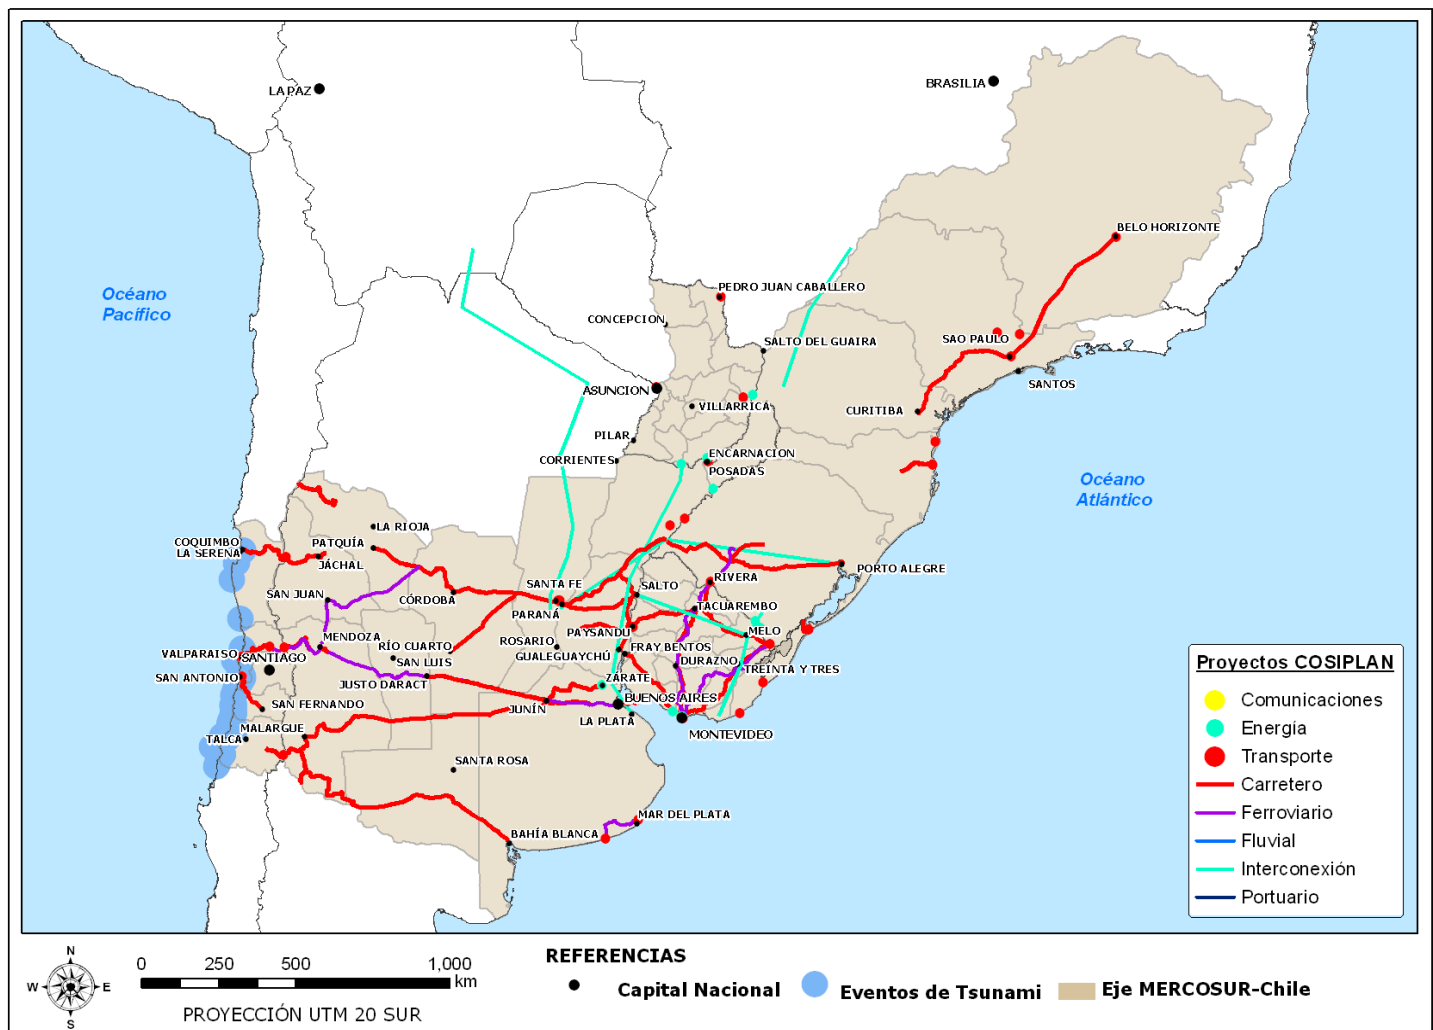 LA PAZ
BRASILIA
BELO HORIZONTE
Océano
Pacífico
PEDRO JUAN CABALLERO
CONCEPCION
SALTO DEL GUAIRA
SAO PAULO
SANTOS
ASUNCION
VILLARRICA
CURITIBA
PILAR
CORRIENTES
ENCARNACION
POSADAS
Océano
Atlántico
LA RIOJA
COQUIMBO
LA SERENA
PATQUÍA
JÁCHAL
PORTO ALEGRE
SANTA FE
SALTO
RIVERA
SAN JUAN
CÓRDOBA
PARANÁ
TACUAREMBO
PAYSANDU
MELO
MENDOZA
RÍO CUARTO
ROSARIO
GUALEGUAYCHÚ
FRAY BENTOS
VALPARAISO
SANTIAGO
SAN LUIS
DURAZNO
TREINTA Y TRES
SAN ANTONIO
JUSTO DARACT
ZÁRATE
BUENOS AIRES
SAN FERNANDO
JUNÍN
LA PLATA
MALARGUE
TALCA
MONTEVIDEO
SANTA ROSA
MAR DEL PLATA
BAHÍA BLANCA
Proyectos COSIPLAN
Comunicaciones
Energía
Transporte
Carretero
Ferroviario
Fluvial
Interconexión
Portuario
N
W
E
S
0 250 500 1,000
km
PROYECCIÓN UTM 20 SUR
REFERENCIAS
Capital Nacional
Eventos de Tsunami
Eje MERCOSUR-Chile